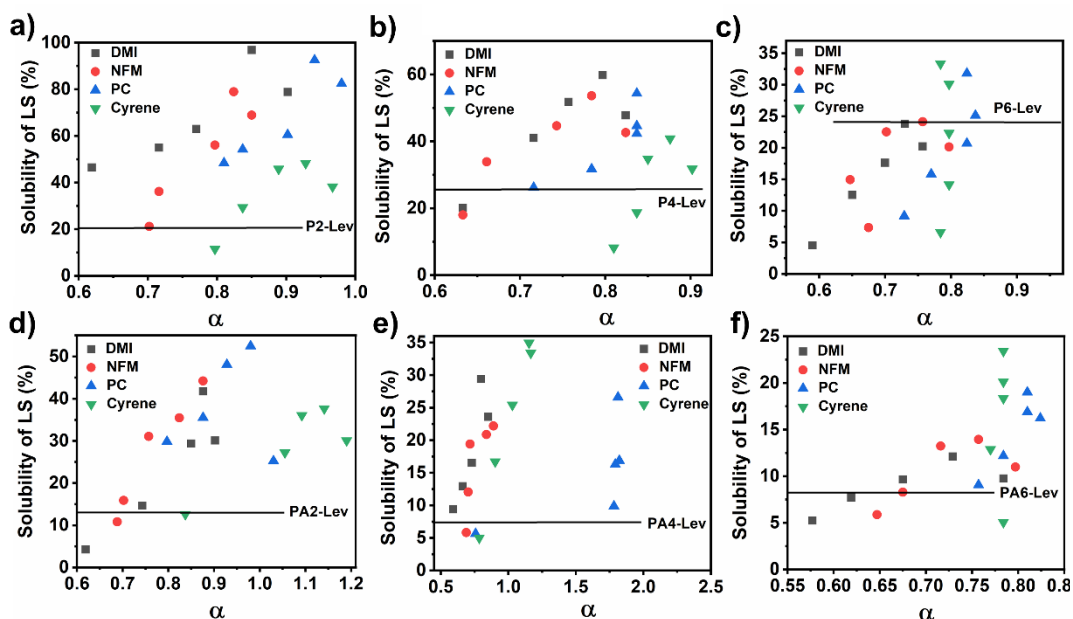 a)
Solubility of LS (%)
100
80
60
40
20
0
DMI
NFM
PC
Cyrene
P2-Lev
0.6 0.7 0.8 0.9 1.0
α
b)
Solubility of LS (%)
60
40
20
0
DMI
NFM
PC
Cyrene
P4-Lev
0.6 0.7 0.8 0.9
α
c)
Solubility of LS (%)
35
30
25
20
15
10
5
0
DMI
NFM
PC
Cyrene
P6-Lev
0.6 0.7 0.8 0.9
α
d)
Solubility of LS (%)
50
40
30
20
10
0
DMI
NFM
PC
Cyrene
PA2-Lev
0.6 0.7 0.8 0.9 1.0 1.1 1.2
α
e)
Solubility of LS (%)
35
30
25
20
15
10
5
0
DMI
NFM
PC
Cyrene
PA4-Lev
0.5 1.0 1.5 2.0 2.5
α
f)
Solubility of LS (%)
25
20
15
10
5
0
DMI
NFM
PC
Cyrene
PA6-Lev
0.55 0.60 0.65 0.70 0.75 0.80 0.8
α